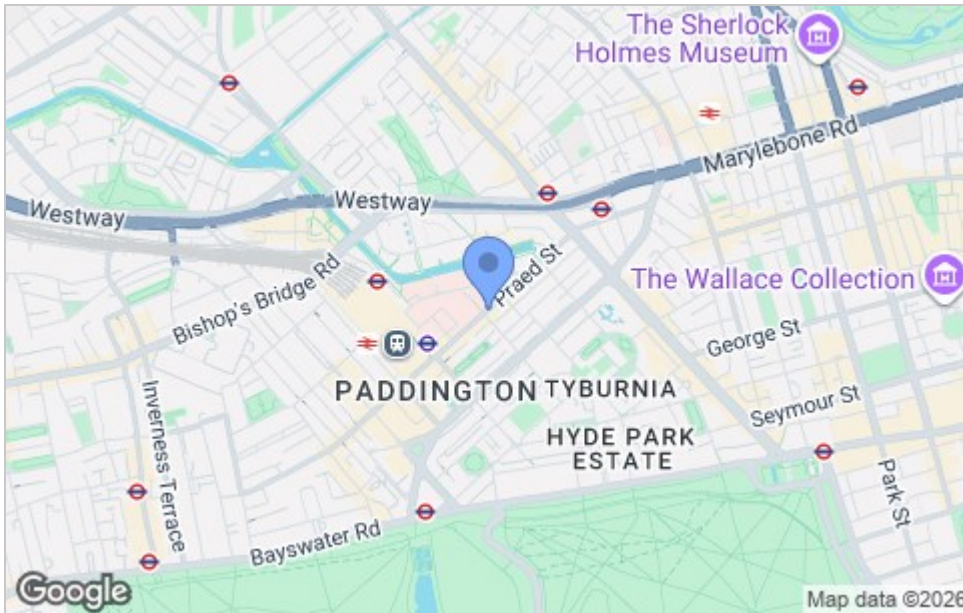 The Sherlock
Holmes Museum
Marylebone Rd
Westway
Westway
Praed St
Bishop's Bridge Rd
The Wallace Collection
George St
PADDINGTON
TYBURNIA
Inverness Terrace
Seymour St
HYDE PARK
ESTATE
Park St
Bayswater Rd
Google
Map data ©2026